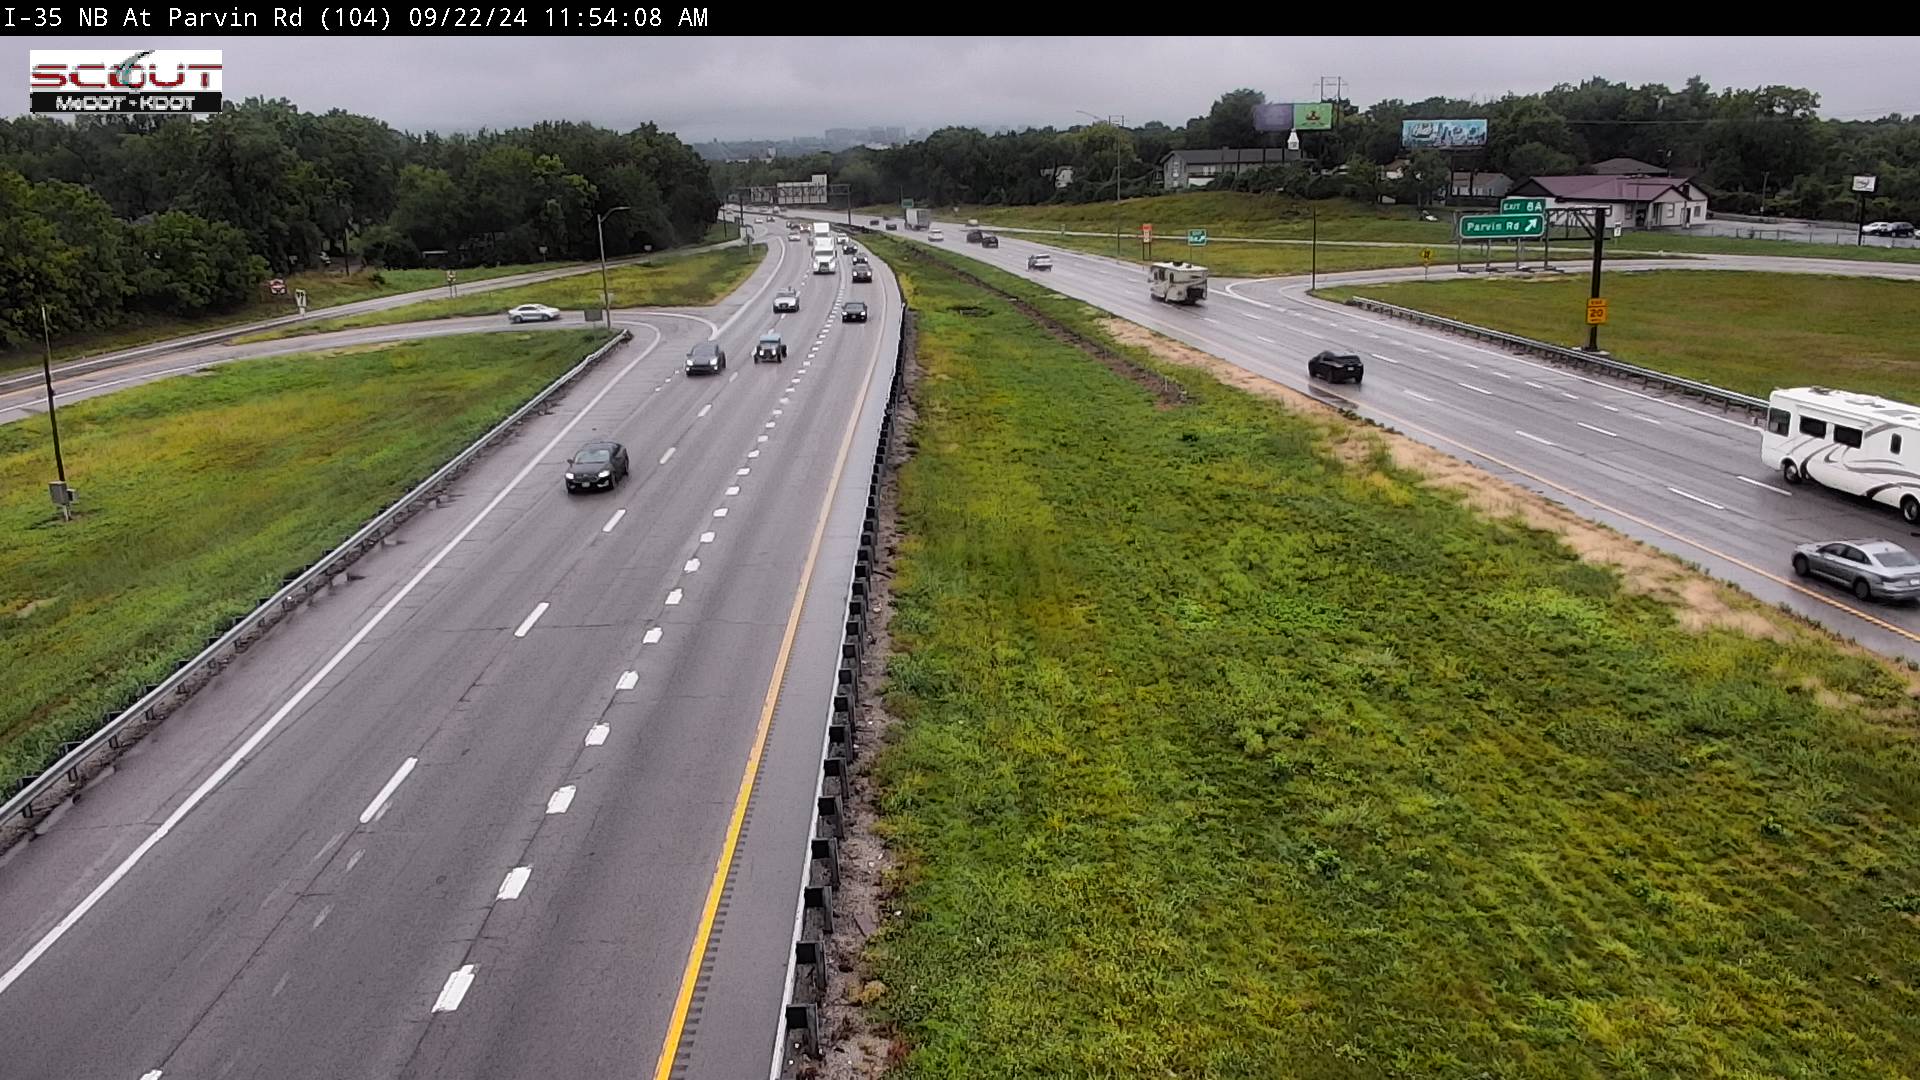 I-35 NB At Parvin Rd (104) 09/22/24 11:54:08 AM
SCOUT
MoDOT - KDOT
EXIT 8A
Parvin Rd
20